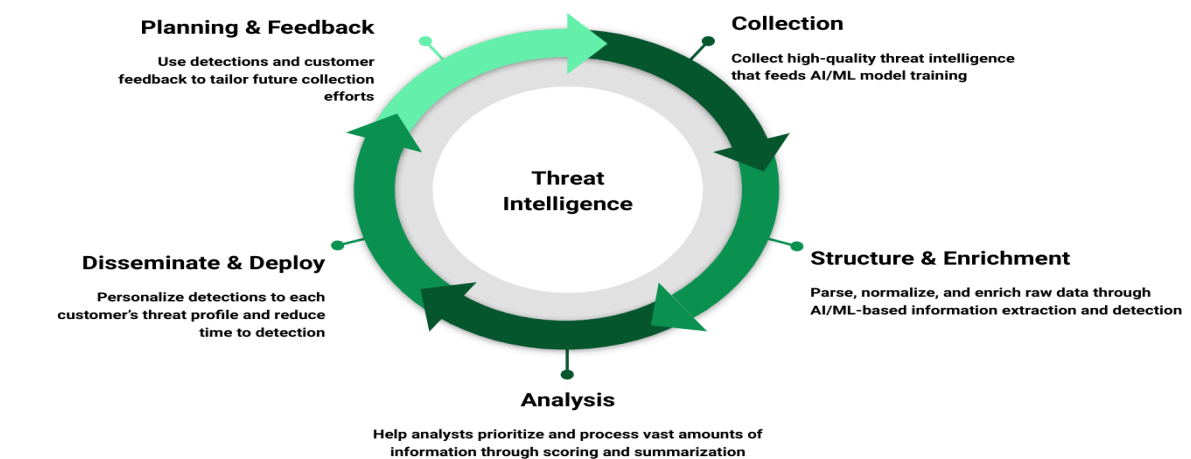 Planning & Feedback
Use detections and customer
feedback to tailor future collection
efforts
Collection
Collect high-quality threat intelligence
that feeds AI/ML model training
Threat
Intelligence
Disseminate & Deploy
Personalize detections to each
customer’s threat profile and reduce
time to detection
Structure & Enrichment
Parse, normalize, and enrich raw data through
AI/ML-based information extraction and detection
Analysis
Help analysts prioritize and process vast amounts of
information through scoring and summarization